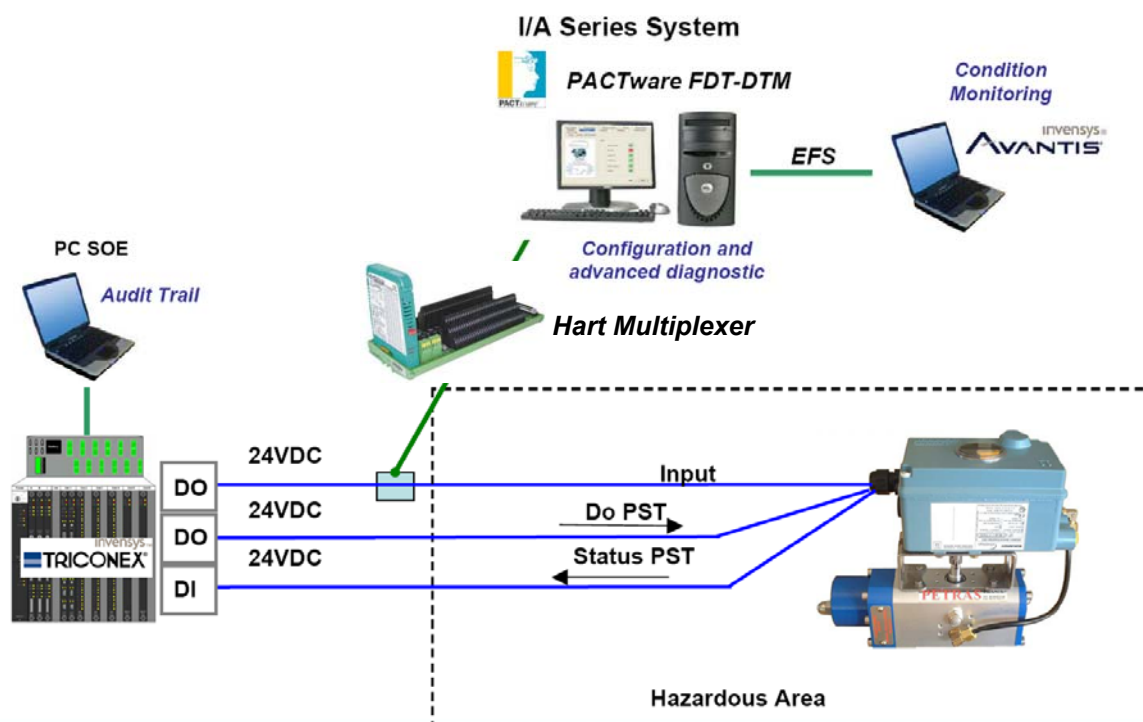 I/A Series System
PACTware
PACTware FDT-DTM
Condition
Monitoring
invensys
AVANTIS
EFS
Configuration and
advanced diagnostic
PC SOE
Audit Trail
Hart Multiplexer
24VDC
DO
Input
24VDC
DO
Do PST
24VDC
DI
Status PST
invensys
TRICONEX
PETRAS
Hazardous Area